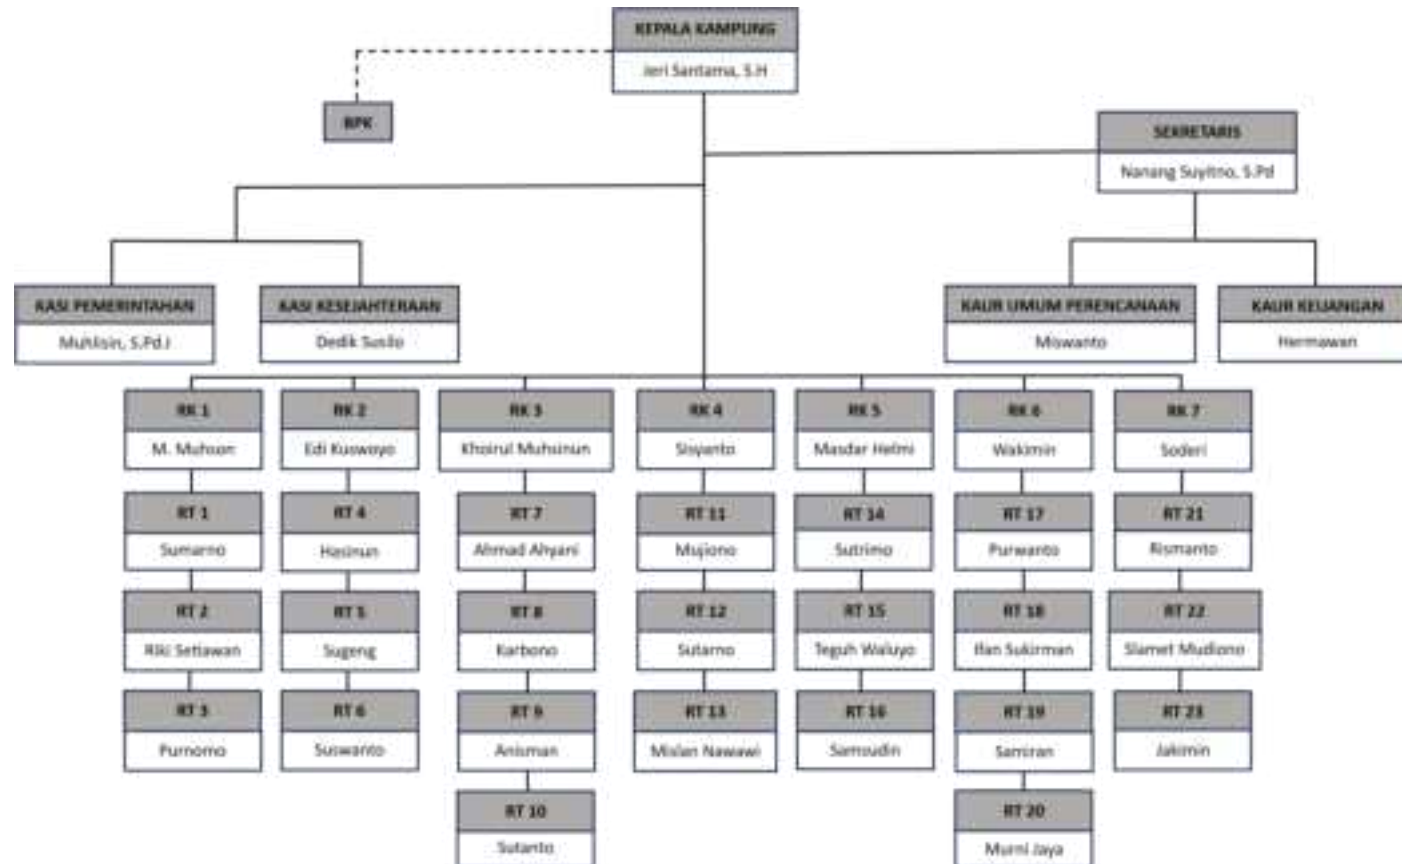 KEPALA KAMPUNG
Jeri Santama, S.H
BPK
SEKRETARIS
Nanang Suyitno, S.Pd
KASI PEMERINTAHAN
Muhlisin, S.Pd.I
KASI KESEJAHTERAAN
Dedik Susilo
KAUR UMUM PERENCANAAN
Miswanto
KAUR KEUANGAN
Hermawan
RK 1
M. Muhson
RK 2
Edi Kuswoyo
RK 3
Khoirul Muhsinun
RK 4
Sisyanto
RK 5
Masdar Helmi
RK 6
Wakimin
RK 7
Soderi
RT 1
Sumarno
RT 4
Hasinun
RT 7
Ahmad Ahyani
RT 11
Mujiono
RT 14
Sutrimo
RT 17
Purwanto
RT 21
Rismanto
RT 2
Riki Setiawan
RT 5
Sugeng
RT 8
Karbono
RT 12
Sutarno
RT 15
Teguh Waluyo
RT 18
Ifan Sukirman
RT 22
Slamet Mudiono
RT 3
Purnomo
RT 6
Suswanto
RT 9
Anisman
RT 13
Mislan Nawawi
RT 16
Samsudin
RT 19
Samiran
RT 23
Jakimin
RT 10
Sutanto
RT 20
Murni Jaya